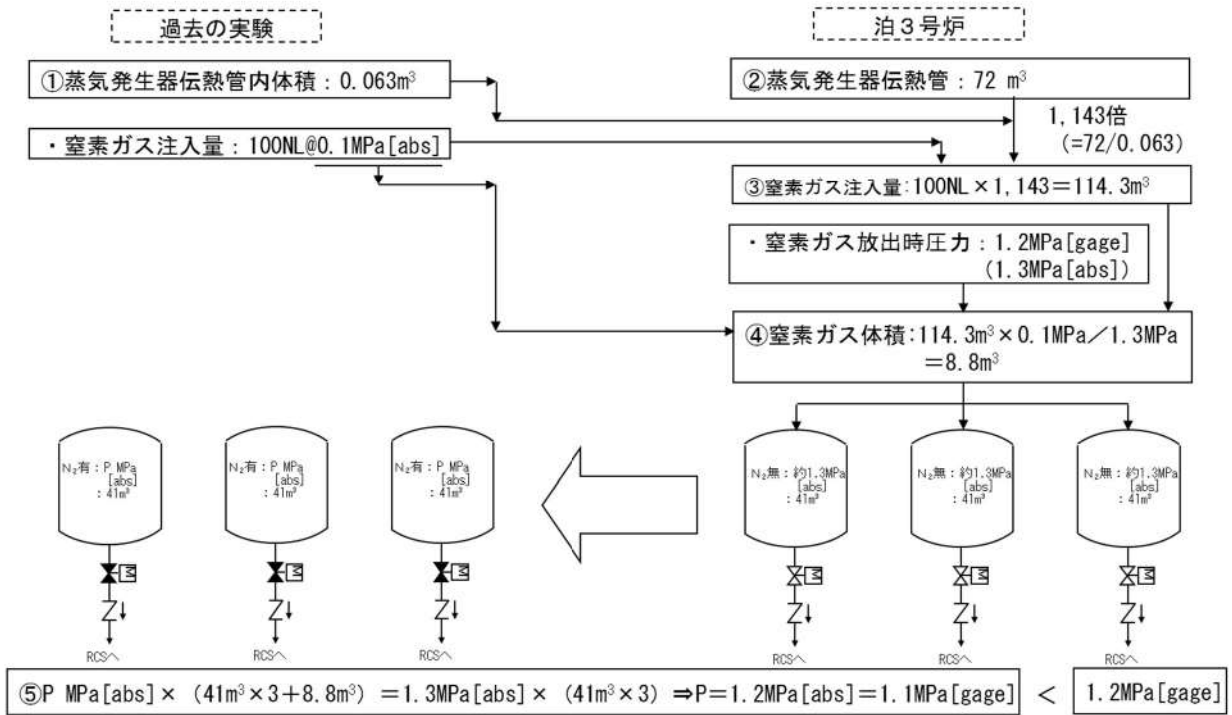 過去の実験
泊3号炉
①蒸気発生器伝熱管内体積：0.063m³
②蒸気発生器伝熱管：72 m³
1,143倍
(=72/0.063)
・窒素ガス注入量：100NL@0.1MPa[abs]
③窒素ガス注入量：100NL×1,143＝114.3m³
・窒素ガス放出時圧力：1.2MPa[gage]
(1.3MPa[abs])
④窒素ガス体積：114.3m³×0.1MPa／1.3MPa
＝8.8m³
N₂有：P MPa
[abs]
：41m³
N₂有：P MPa
[abs]
：41m³
N₂有：P MPa
[abs]
：41m³
N₂無：約1.3MPa
[abs]
：41m³
N₂無：約1.3MPa
[abs]
：41m³
N₂無：約1.3MPa
[abs]
：41m³
M
M
M
M
M
M
RCSへ
RCSへ
RCSへ
RCSへ
RCSへ
RCSへ
⑤P MPa[abs]×（41m³×3＋8.8m³）＝1.3MPa[abs]×（41m³×3）⇒P＝1.2MPa[abs]＝1.1MPa[gage] ＜ 1.2MPa[gage]